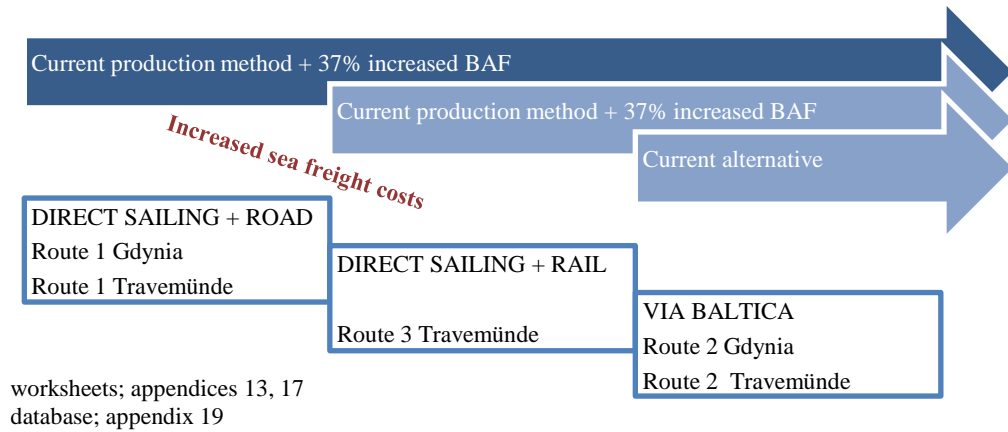 Current production method + 37% increased BAF
Current production method + 37% increased BAF
Current alternative
Increased sea freight costs
DIRECT SAILING + ROAD
Route 1 Gdynia
Route 1 Travemünde
DIRECT SAILING + RAIL
Route 3 Travemünde
VIA BALTICA
Route 2 Gdynia
Route 2 Travemünde
worksheets; appendices 13, 17
database; appendix 19